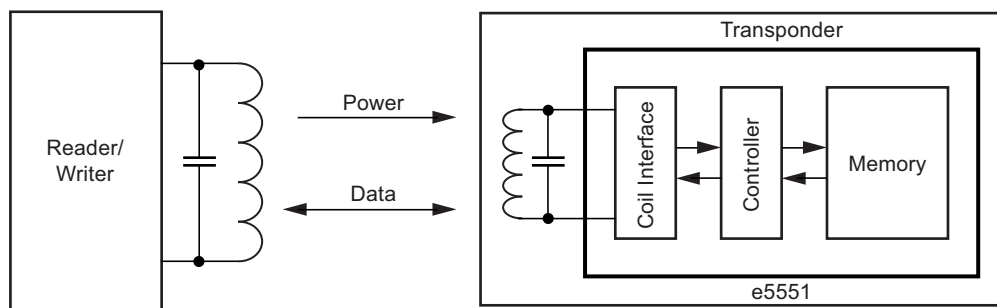 Transponder
Power
Reader/
Writer
Data
Coil Interface
Controller
Memory
e5551